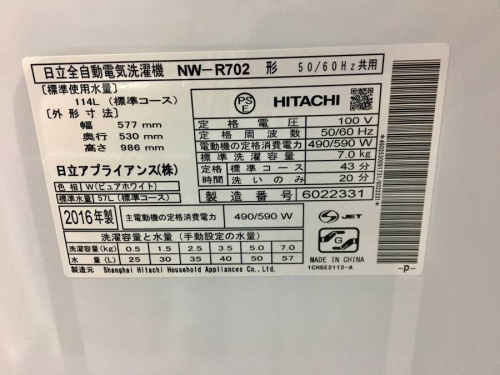 日立全自動電気洗濯機 NW-R702 形 50/60Hz共用
[標準使用水量]
114L (標準コース)
[外形寸法]
幅 577 mm
奥行 530 mm
高さ 986 mm
日立アプライアンス(株)
色相 W(ピュアホワイト)
標準水量 57L (標準コース)
PS
E
HITACHI
定格電圧 100 V
定格周波数 50/60 Hz
電動機の定格消費電力 490/590 W
標準洗濯容量 7.0 kg
定格 標準コース 43 分
時間 洗いのみ 20 分
製造番号 6022331
2016年製 主電動機の定格消費電力 490/590 W
洗濯容量と水量 (手動設定の水量)
洗濯容量(kg) 0.5 1.5 2.5 3.5 5.0 7.0
水量 (L) 25 30 35 40 50 57
製造元 Shanghai Hitachi Household Appliances Co.,Ltd.
JET
G
MADE IN CHINA
1CHSE2112-A
-p-